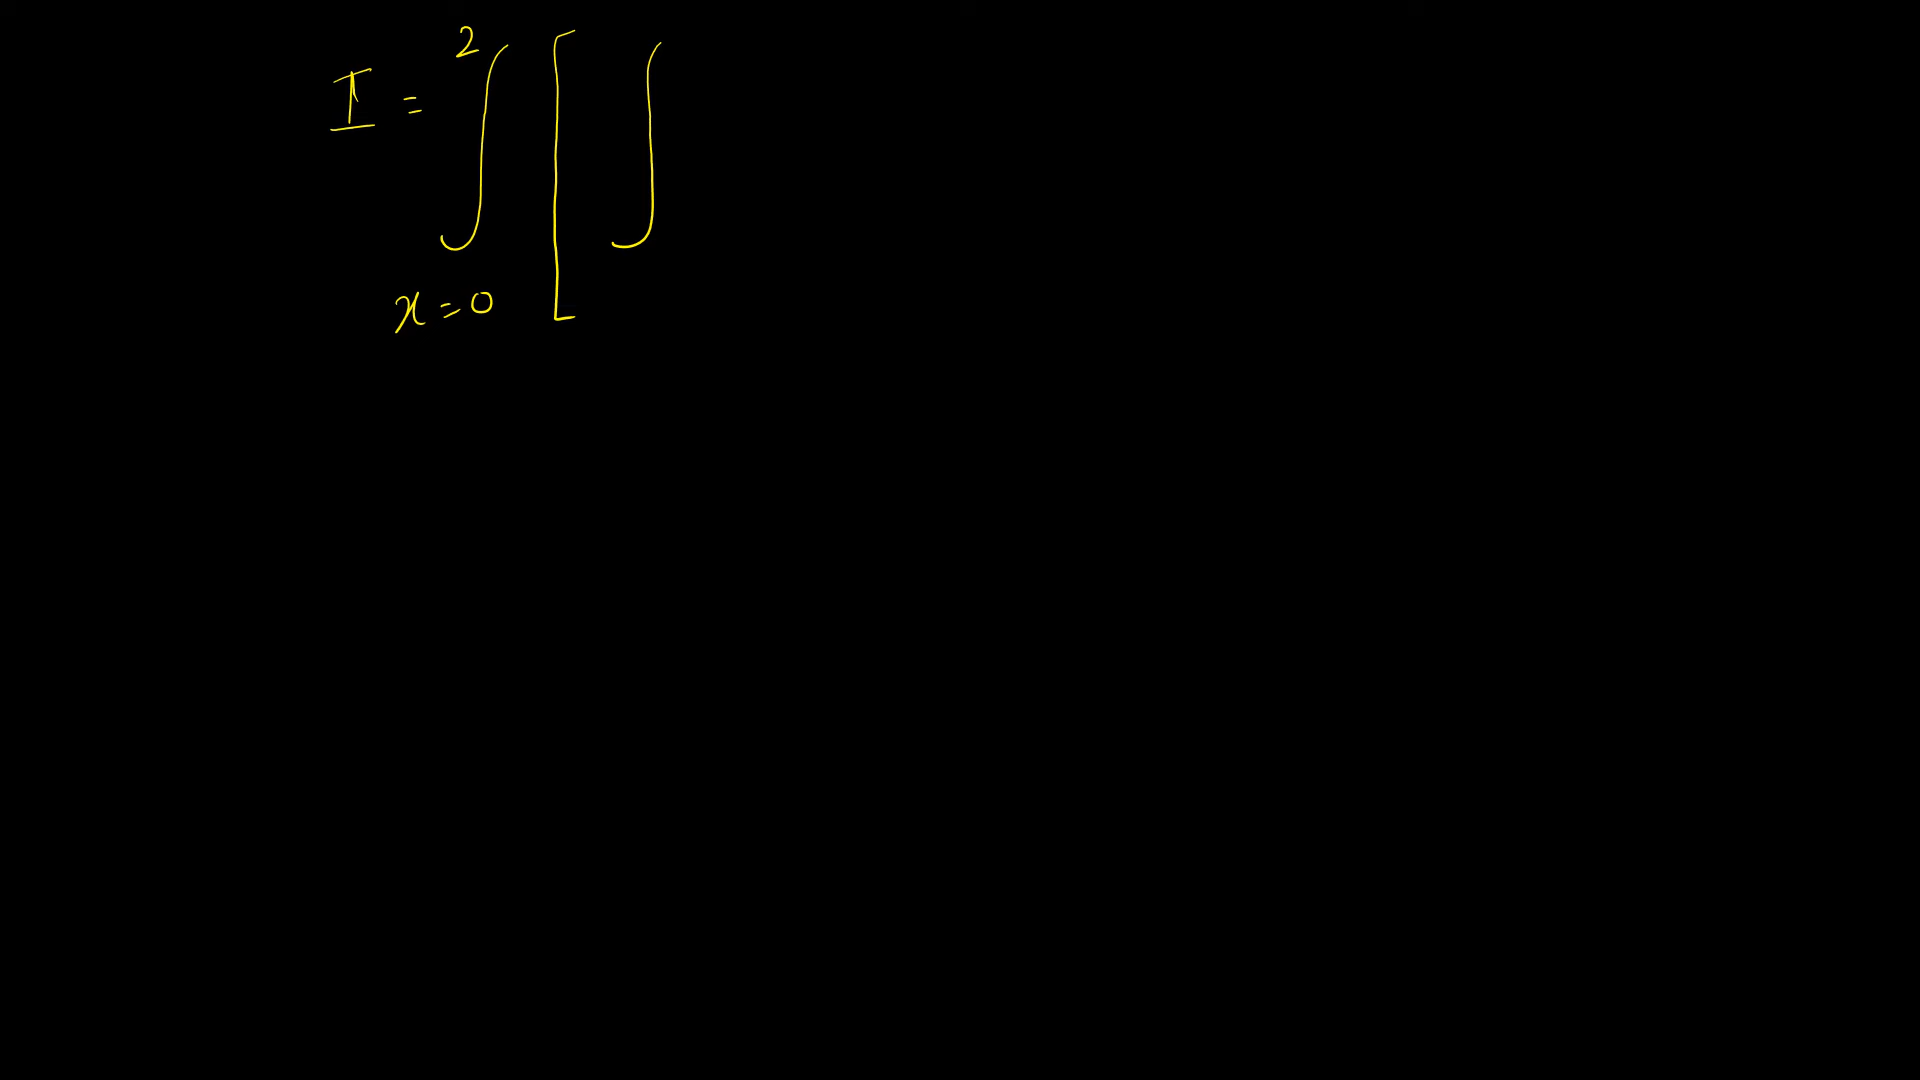 I = ∫_{x=0}^{2} [ ∫